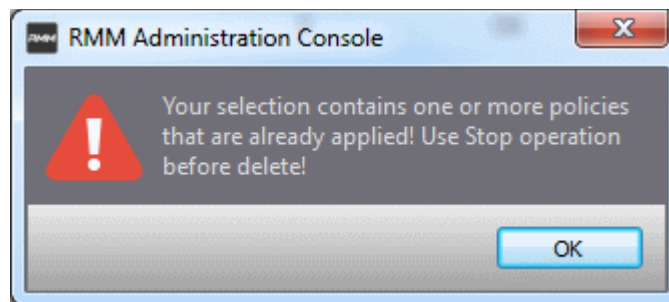 RMM
RMM Administration Console
Your selection contains one or more policies
that are already applied! Use Stop operation
before delete!
OK